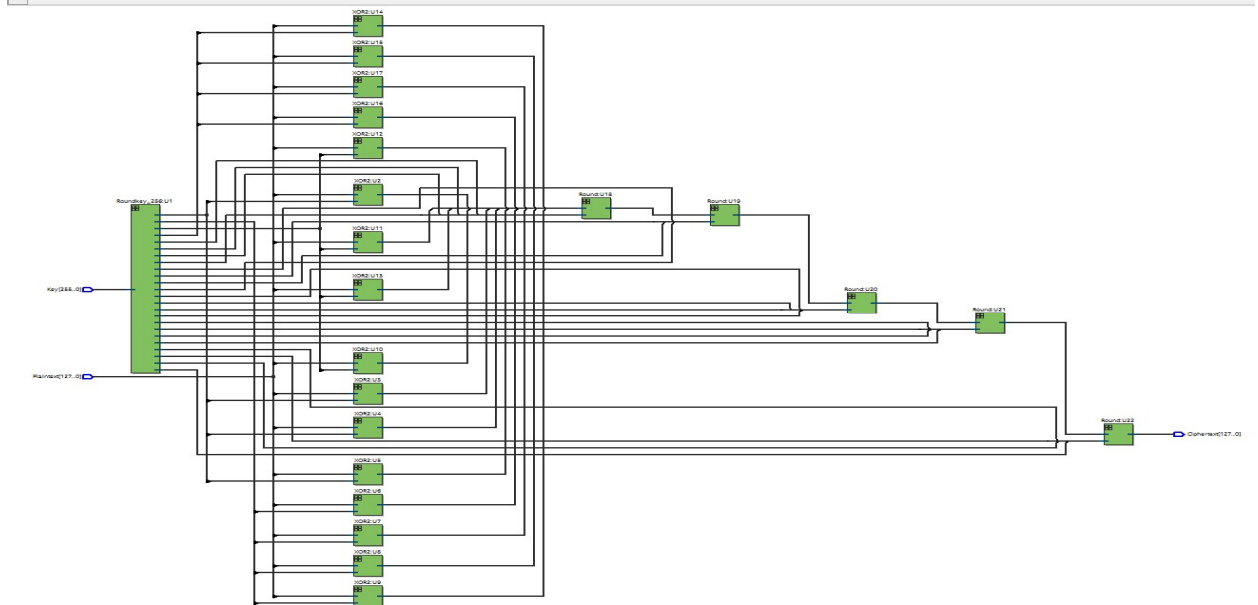 XOR2:U14
XOR2:U15
XOR2:U17
XOR2:U16
XOR2:U12
XOR2:U2
Roundkey_256:U1
Round:U18
Round:U19
XOR2:U11
XOR2:U13
Key[255..0]
Round:U20
Round:U21
XOR2:U10
Plaintext[127..0]
XOR2:U3
XOR2:U4
Round:U22
Ciphertext[127..0]
XOR2:U5
XOR2:U6
XOR2:U7
XOR2:U8
XOR2:U9